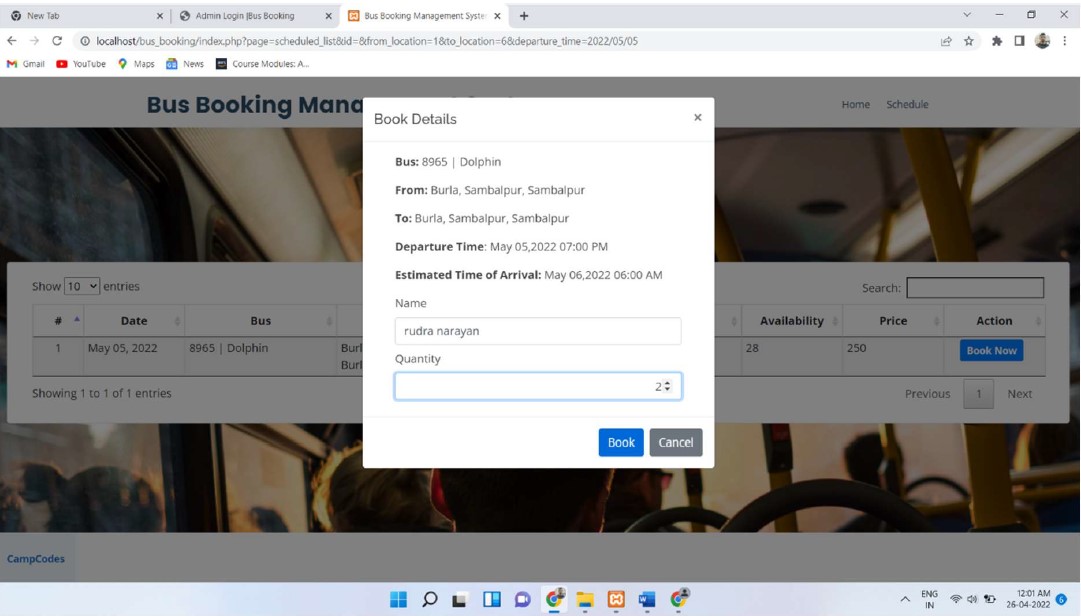 New Tab
Admin Login |Bus Booking
Bus Booking Management Syste
localhost/bus_booking/index.php?page=scheduled_list&id=&from_location=1&to_location=6&departure_time=2022/05/05
Gmail YouTube Maps News Course Modules: A...
Bus Booking Mana
Home Schedule
Book Details
×
Bus: 8965 | Dolphin
From: Burla, Sambalpur, Sambalpur
To: Burla, Sambalpur, Sambalpur
Departure Time: May 05,2022 07:00 PM
Estimated Time of Arrival: May 06,2022 06:00 AM
Name
rudra narayan
Quantity
2
Book Cancel
Show 10 entries
Search:
# Date Bus Availability Price Action
1 May 05, 2022 8965 | Dolphin Burl 28 250 Book Now
Burl
Showing 1 to 1 of 1 entries
Previous 1 Next
CampCodes
ENG
IN
12:01 AM
26-04-2022
6